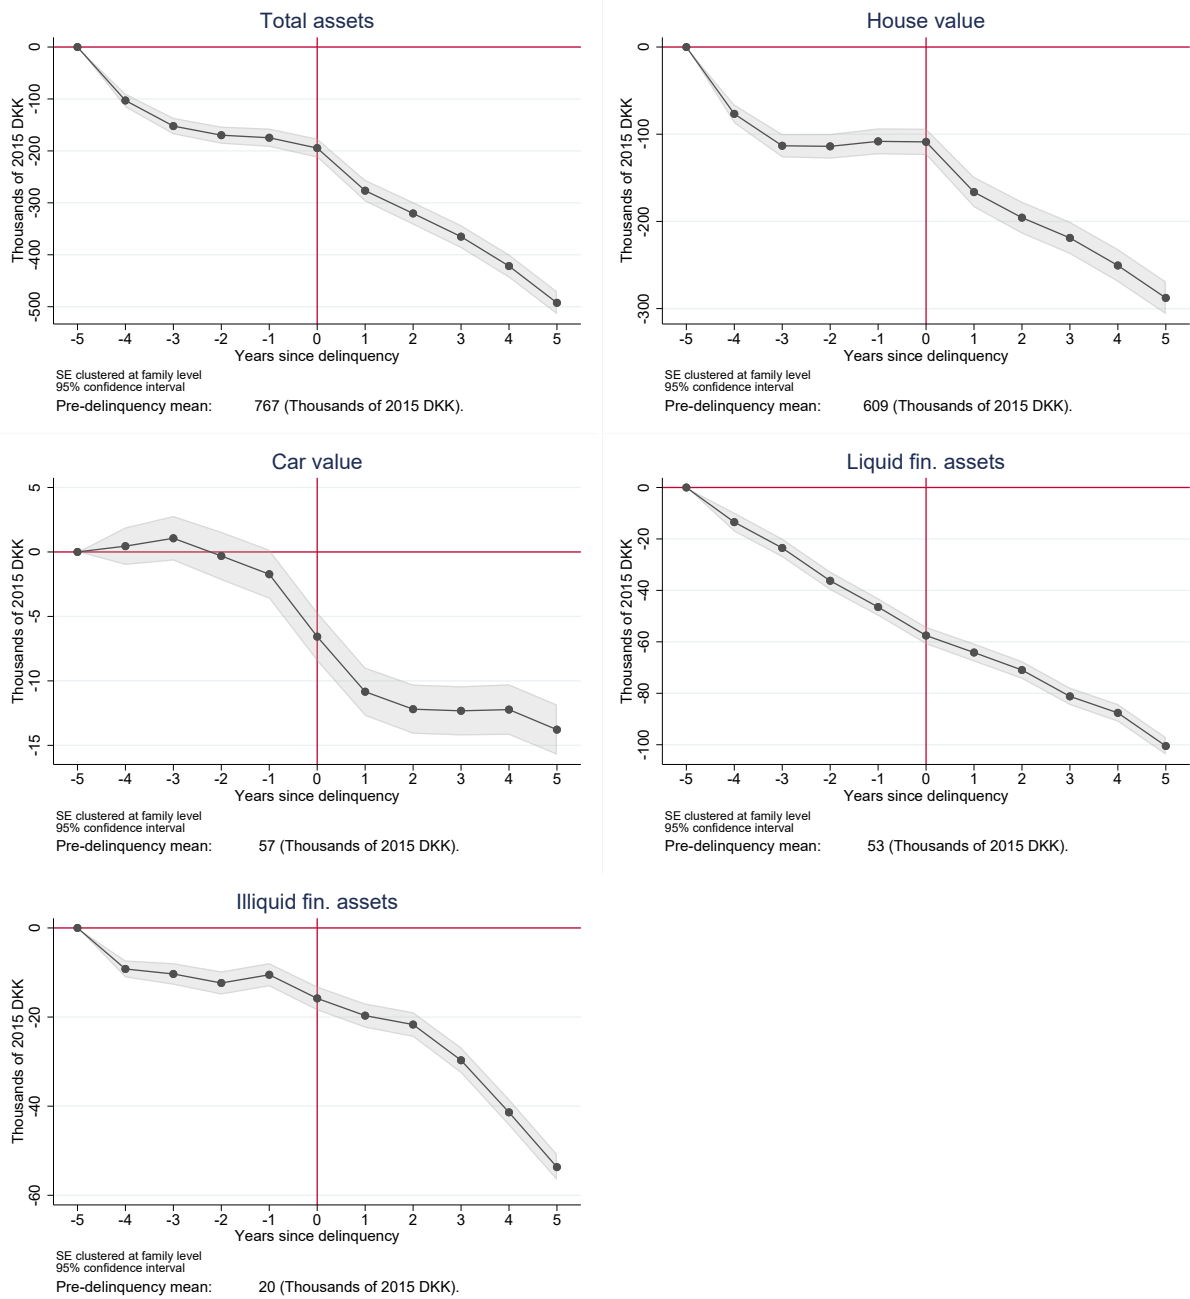 Total assets
Thousands of 2015 DKK
0
-100
-200
-300
-400
-500
-5 -4 -3 -2 -1 0 1 2 3 4 5
Years since delinquency
SE clustered at family level
95% confidence interval
Pre-delinquency mean: 767 (Thousands of 2015 DKK).
House value
Thousands of 2015 DKK
0
-100
-200
-300
-5 -4 -3 -2 -1 0 1 2 3 4 5
Years since delinquency
SE clustered at family level
95% confidence interval
Pre-delinquency mean: 609 (Thousands of 2015 DKK).
Car value
Thousands of 2015 DKK
5
0
-5
-10
-15
-5 -4 -3 -2 -1 0 1 2 3 4 5
Years since delinquency
SE clustered at family level
95% confidence interval
Pre-delinquency mean: 57 (Thousands of 2015 DKK).
Liquid fin. assets
Thousands of 2015 DKK
0
-20
-40
-60
-80
-100
-5 -4 -3 -2 -1 0 1 2 3 4 5
Years since delinquency
SE clustered at family level
95% confidence interval
Pre-delinquency mean: 53 (Thousands of 2015 DKK).
Illiquid fin. assets
Thousands of 2015 DKK
0
-20
-40
-60
-5 -4 -3 -2 -1 0 1 2 3 4 5
Years since delinquency
SE clustered at family level
95% confidence interval
Pre-delinquency mean: 20 (Thousands of 2015 DKK).